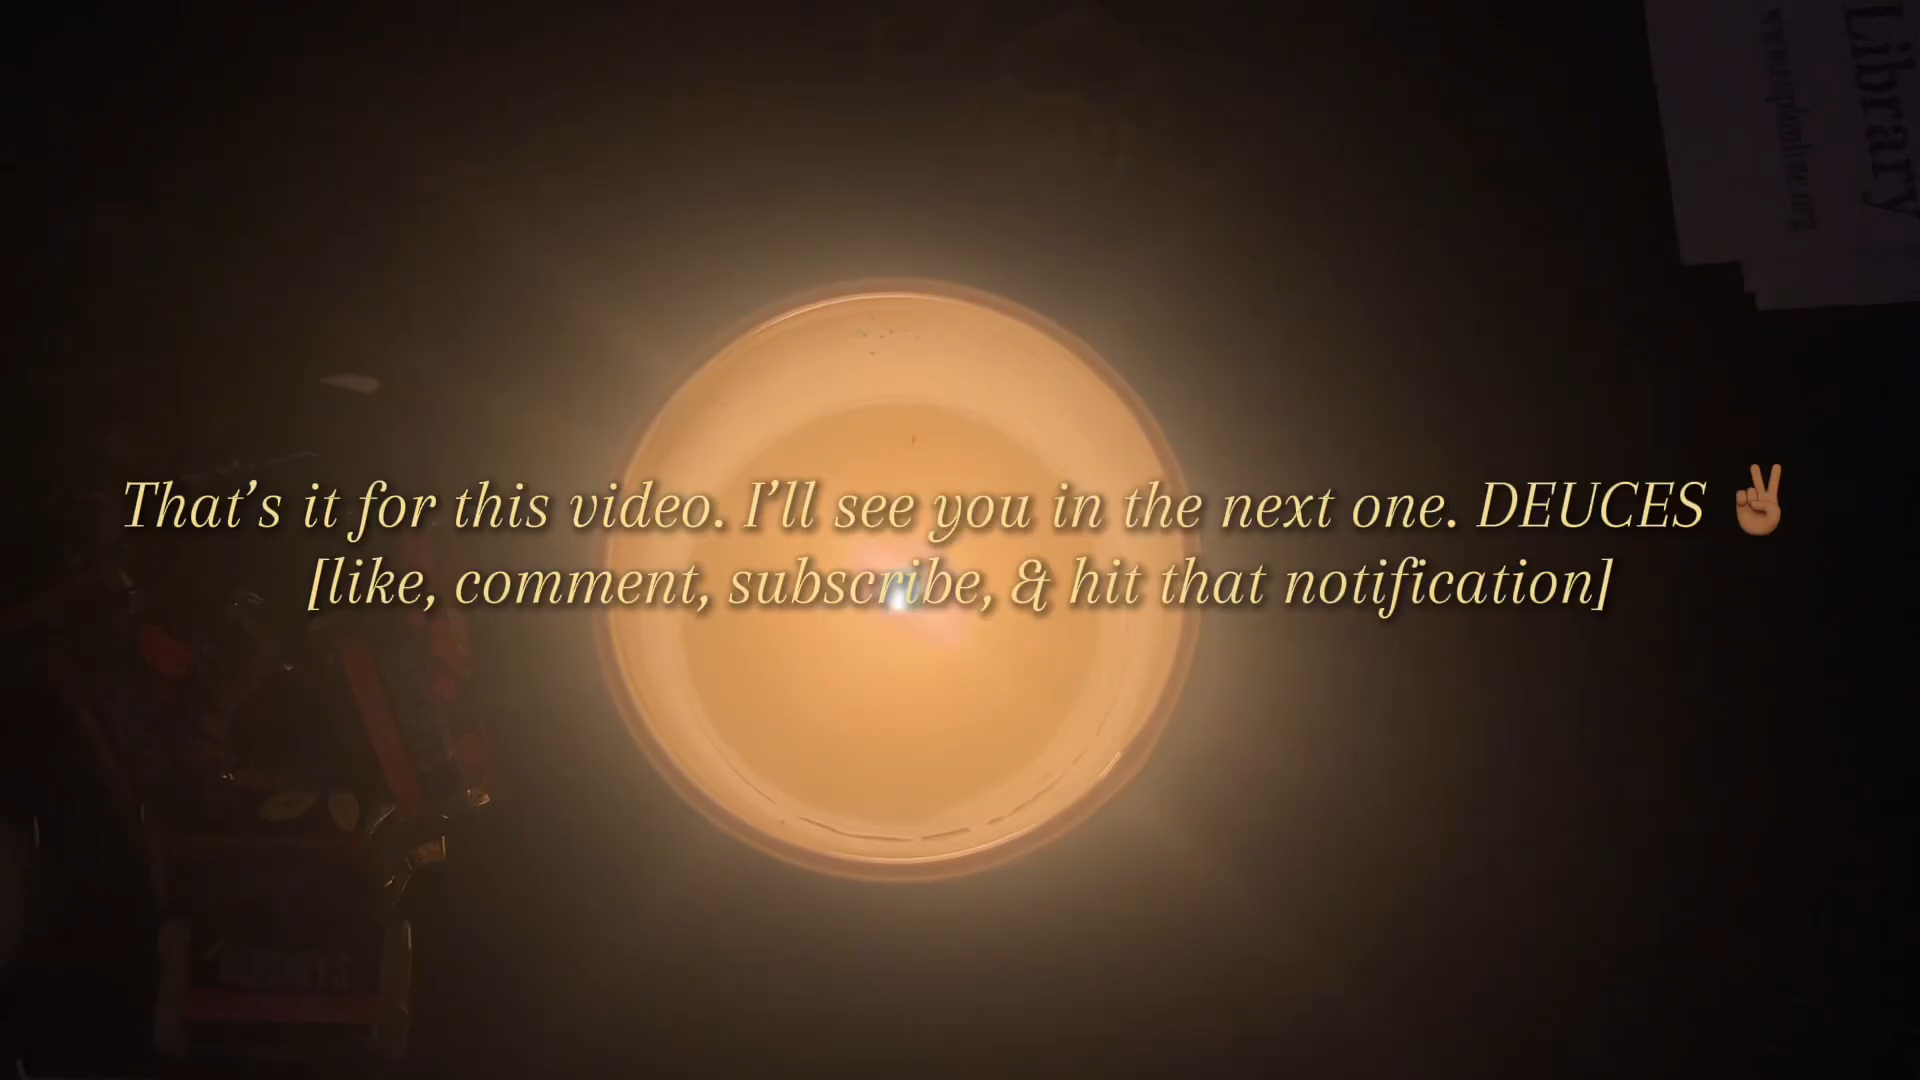 Library
That’s it for this video. I’ll see you in the next one. DEUCES ✌🏽
[like, comment, subscribe, & hit that notification]